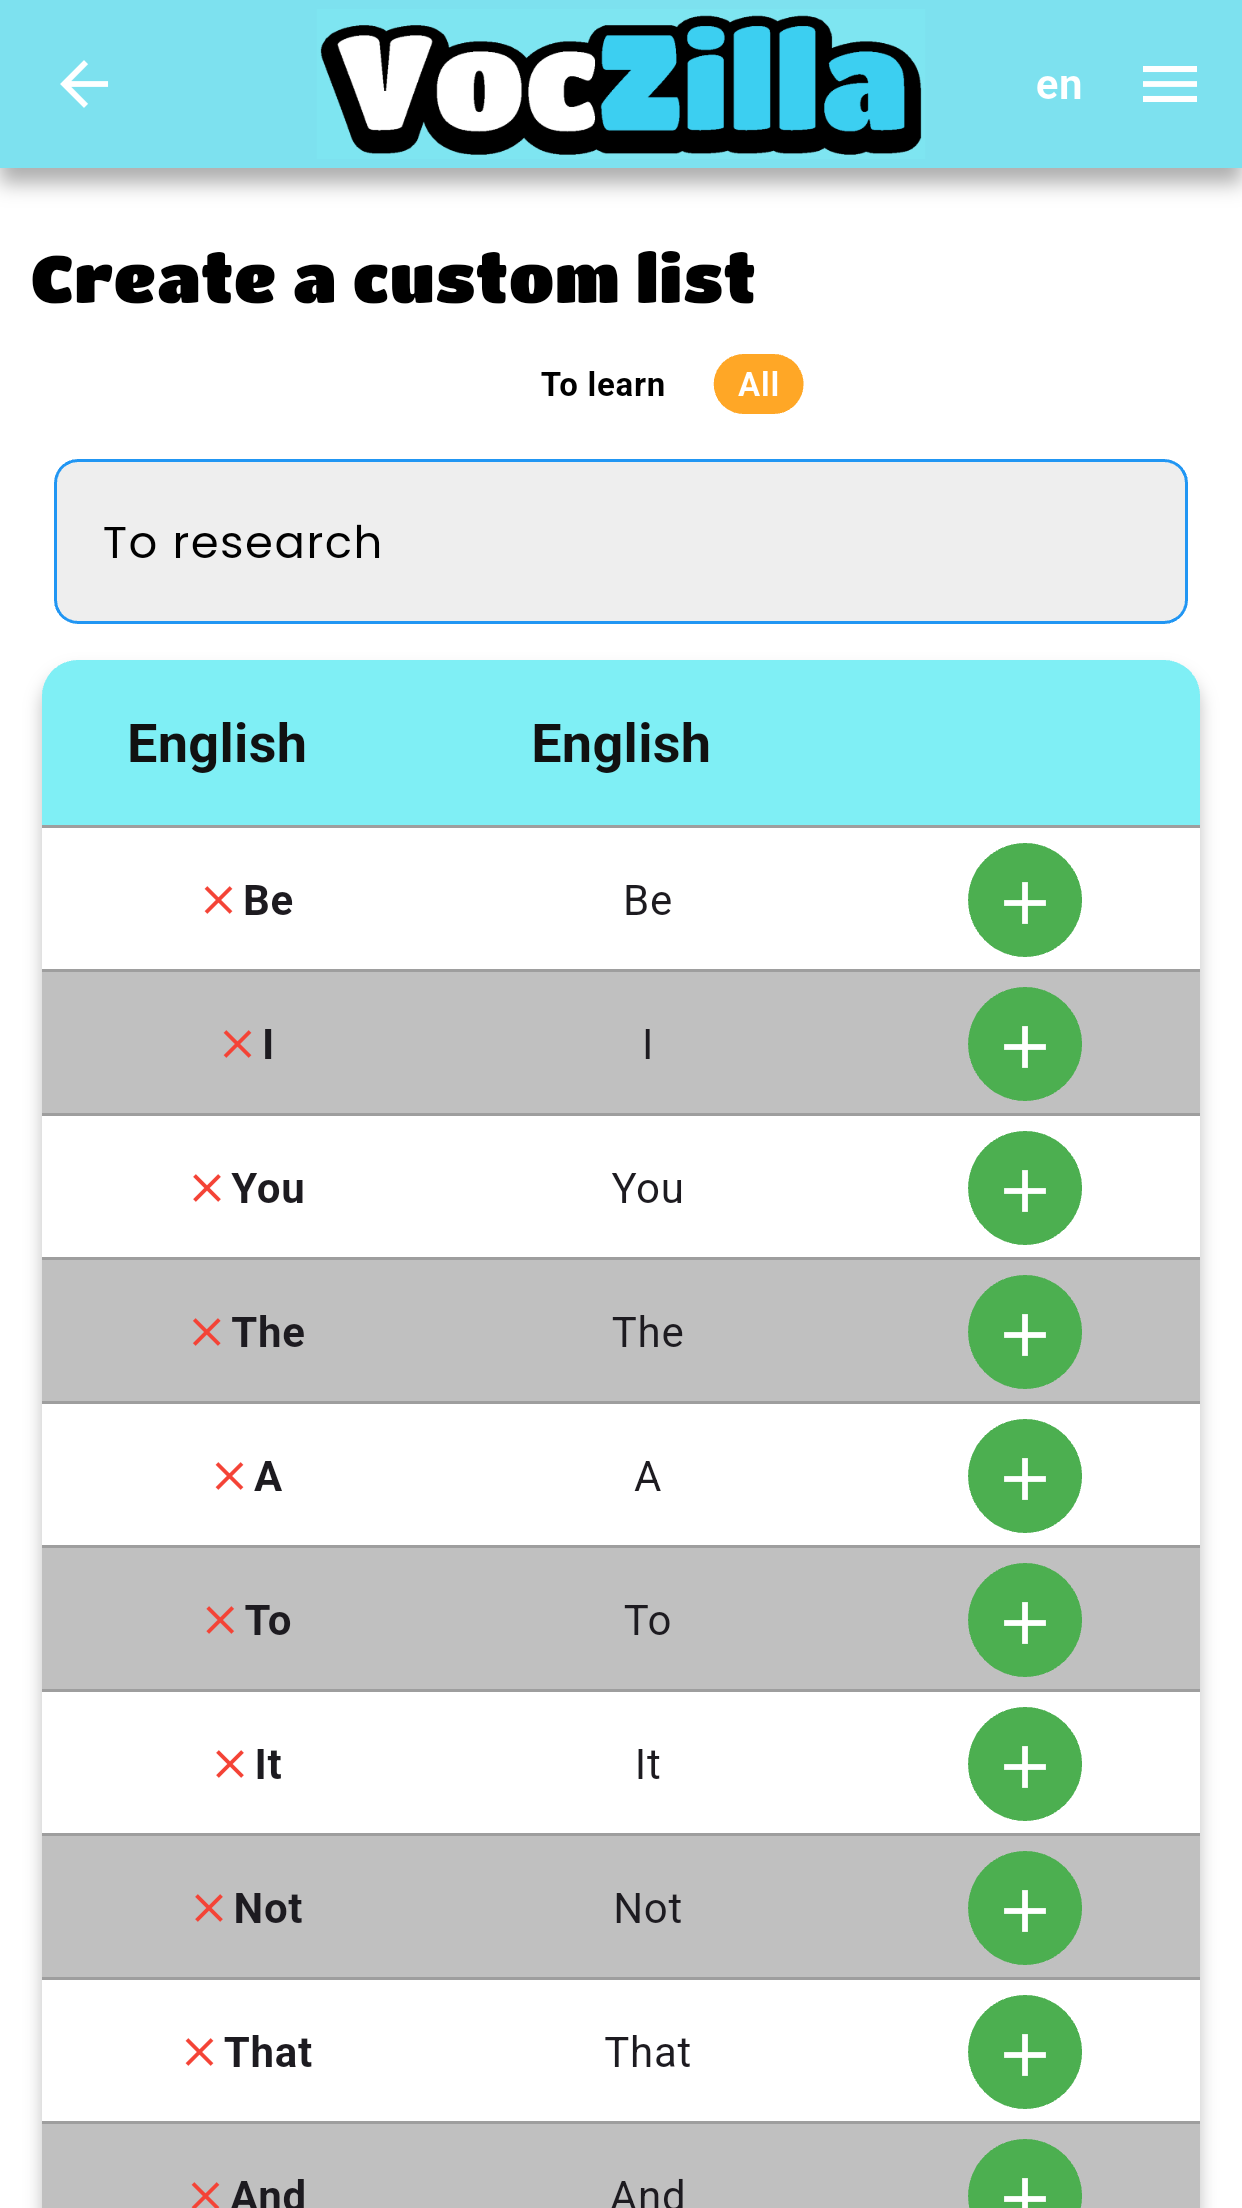 VocZilla
en
Create a custom list
To learn All
To research
English English
Be Be
I I
You You
The The
A A
To To
It It
Not Not
That That
And And